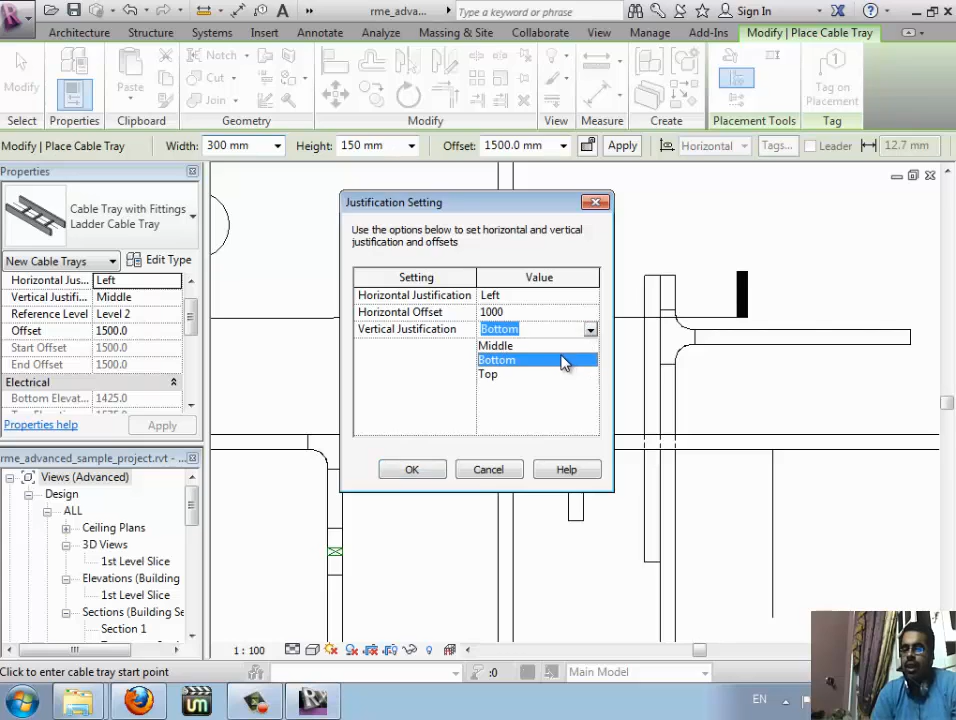 rme_adva...
Type a keyword or phrase
Sign In
Architecture Structure Systems Insert Annotate Analyze Massing & Site Collaborate View Manage Add-Ins Modify | Place Cable Tray
Modify
Notch
Paste
Cut
Join
Tag on
Placement
Select Properties Clipboard Geometry Modify View Measure Create Placement Tools Tag
Modify | Place Cable Tray Width: 300 mm Height: 150 mm Offset: 1500.0 mm Apply Horizontal Tags... Leader 12.7 mm
Properties
Cable Tray with Fittings
Ladder Cable Tray
New Cable Trays Edit Type
Horizontal Jus... Left
Vertical Justifi... Middle
Reference Level Level 2
Offset 1500.0
Start Offset 1500.0
End Offset 1500.0
Electrical
Bottom Elevat... 1425.0
Properties help Apply
rme_advanced_sample_project.rvt - ...
Views (Advanced)
Design
ALL
Ceiling Plans
3D Views
1st Level Slice
Elevations (Building
1st Level Slice
Sections (Building Se
Section 1
Justification Setting
Use the options below to set horizontal and vertical
justification and offsets
Setting Value
Horizontal Justification Left
Horizontal Offset 1000
Vertical Justification Bottom
Middle
Bottom
Top
OK Cancel Help
1 : 100
Click to enter cable tray start point
:0
Main Model
EN